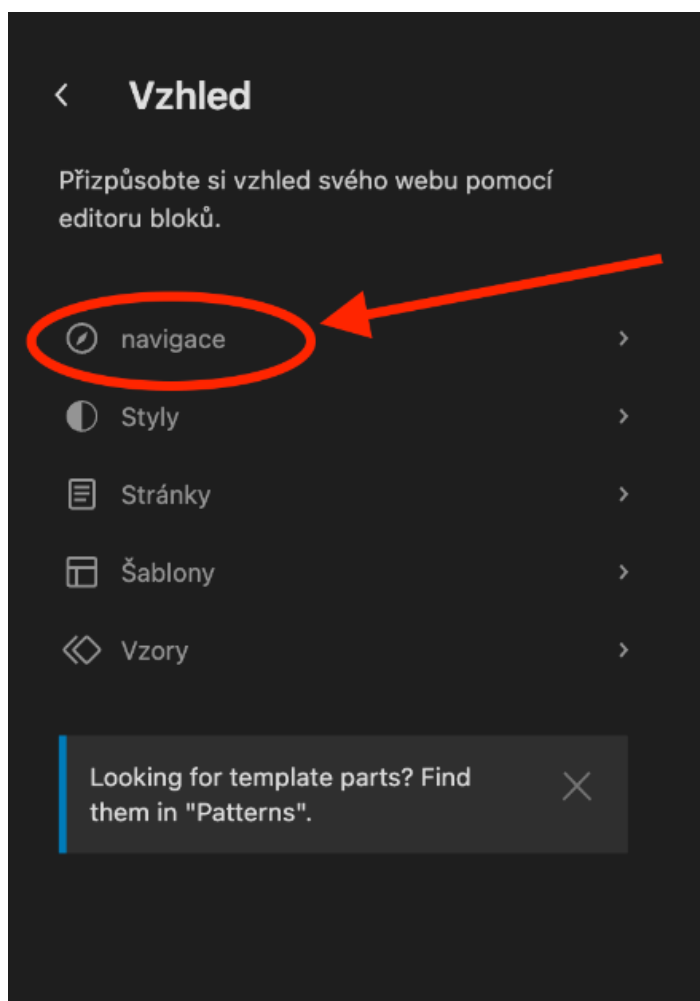 Vzhled
Přizpůsobte si vzhled svého webu pomocí
editoru bloků.
navigace
Styly
Stránky
Šablony
Vzory
Looking for template parts? Find
them in "Patterns".